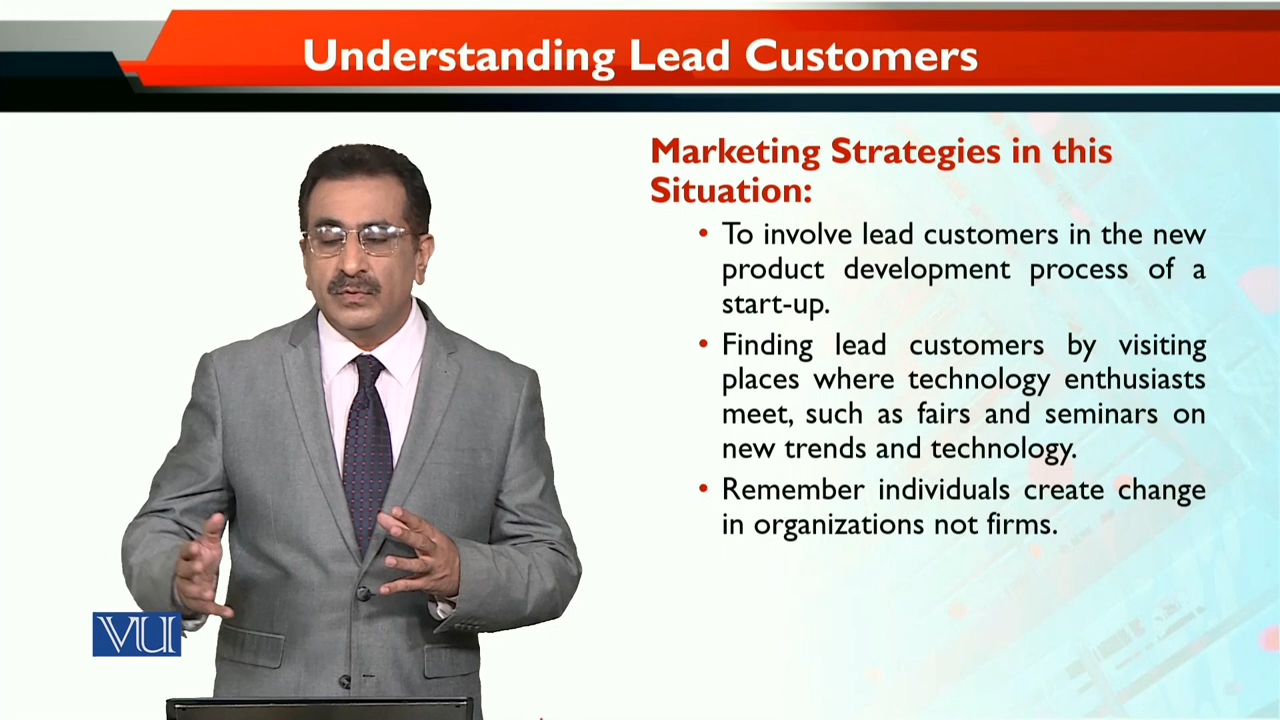 Understanding Lead Customers
Marketing Strategies in this
Situation:
• To involve lead customers in the new
product development process of a
start-up.
• Finding lead customers by visiting
places where technology enthusiasts
meet, such as fairs and seminars on
new trends and technology.
• Remember individuals create change
in organizations not firms.
VU